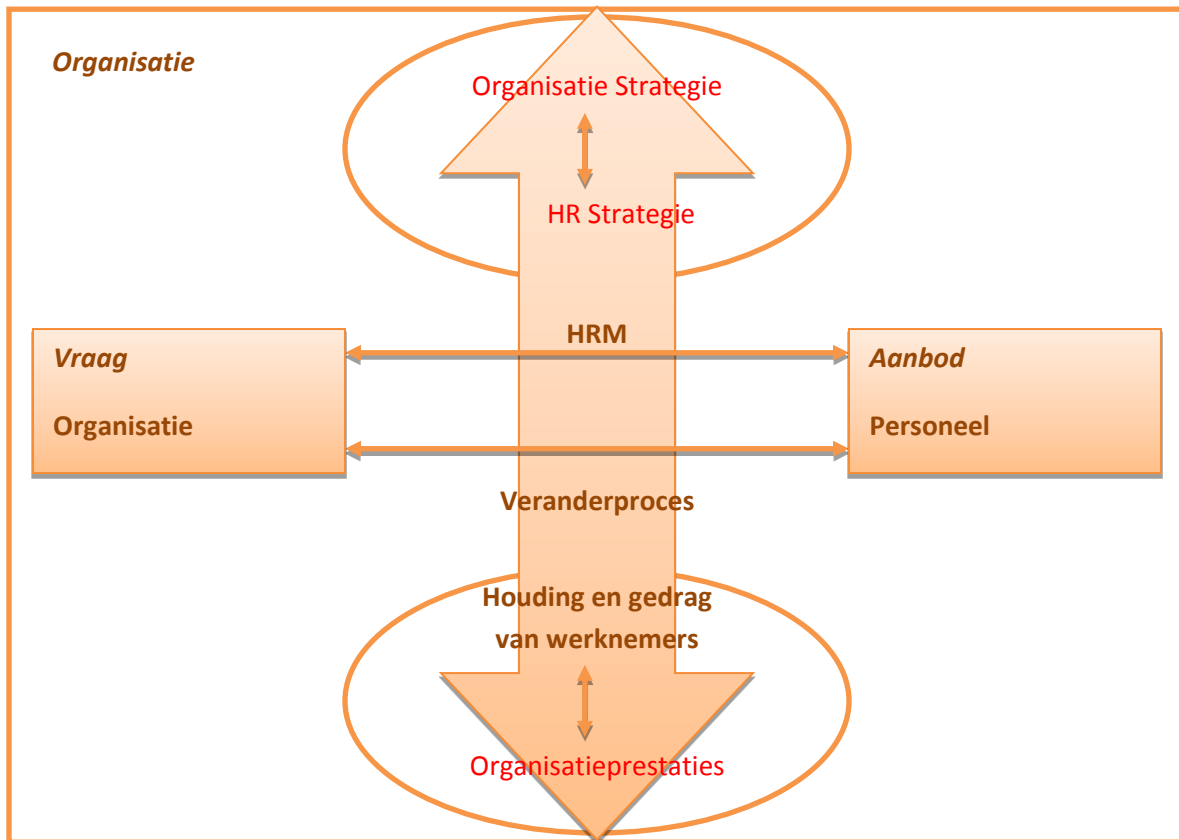 Organisatie
Organisatie Strategie
HR Strategie
HRM
Vraag
Organisatie
Aanbod
Personeel
Veranderproces
Houding en gedrag
van werknemers
Organisatieprestaties